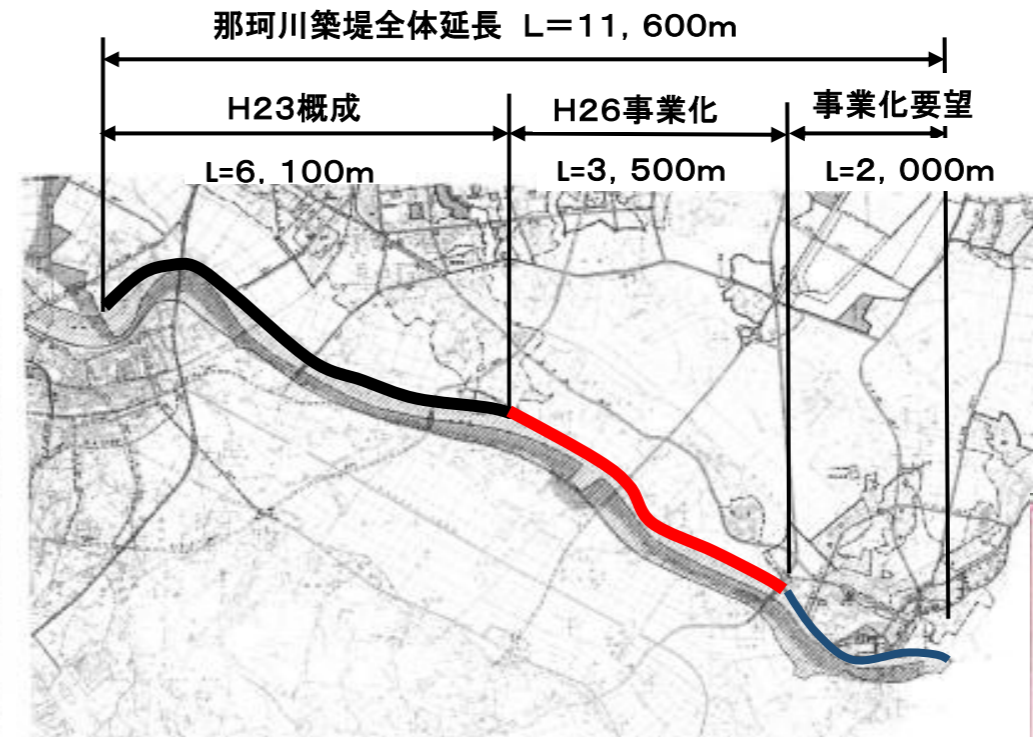 那珂川築堤全体延長 L=11,600m
H23概成
H26事業化
事業化要望
L=6,100m
L=3,500m
L=2,000m